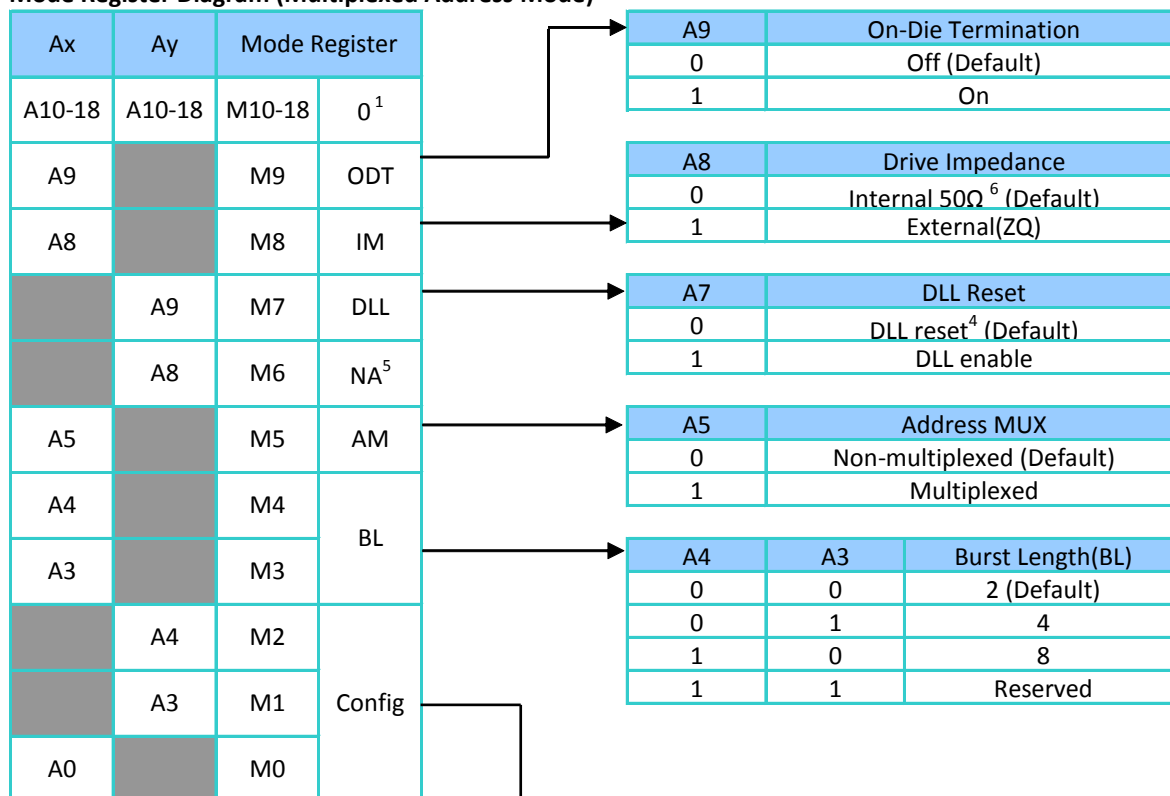 Mode Register Diagram (Multiplexed Address Mode)
Ax Ay Mode Register
A10-18 A10-18 M10-18 0¹
A9 M9 ODT
A8 M8 IM
A9 M7 DLL
A8 M6 NA⁵
A5 M5 AM
A4 M4
BL
A3 M3
A4 M2
A3 M1 Config
A0 M0
A9 On-Die Termination
0 Off (Default)
1 On
A8 Drive Impedance
0 Internal 50Ω ⁶ (Default)
1 External(ZQ)
A7 DLL Reset
0 DLL reset⁴ (Default)
1 DLL enable
A5 Address MUX
0 Non-multiplexed (Default)
1 Multiplexed
A4 A3 Burst Length(BL)
0 0 2 (Default)
0 1 4
1 0 8
1 1 Reserved